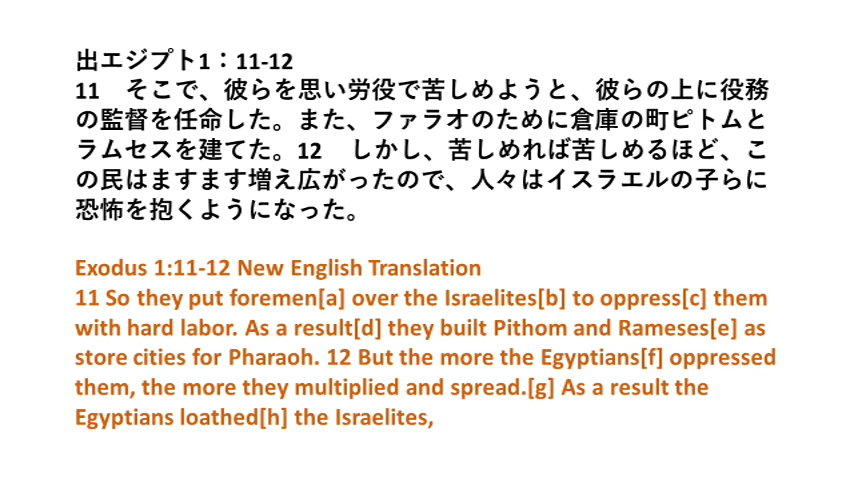 出エジプト1：11-12
11　そこで、彼らを思い労役で苦しめようと、彼らの上に役務
の監督を任命した。また、ファラオのために倉庫の町ピトムと
ラムセスを建てた。12　しかし、苦しめれば苦しめるほど、こ
の民はますます増え広がったので、人々はイスラエルの子らに
恐怖を抱くようになった。
Exodus 1:11-12 New English Translation
11 So they put foremen[a] over the Israelites[b] to oppress[c] them
with hard labor. As a result[d] they built Pithom and Rameses[e] as
store cities for Pharaoh. 12 But the more the Egyptians[f] oppressed
them, the more they multiplied and spread.[g] As a result the
Egyptians loathed[h] the Israelites,